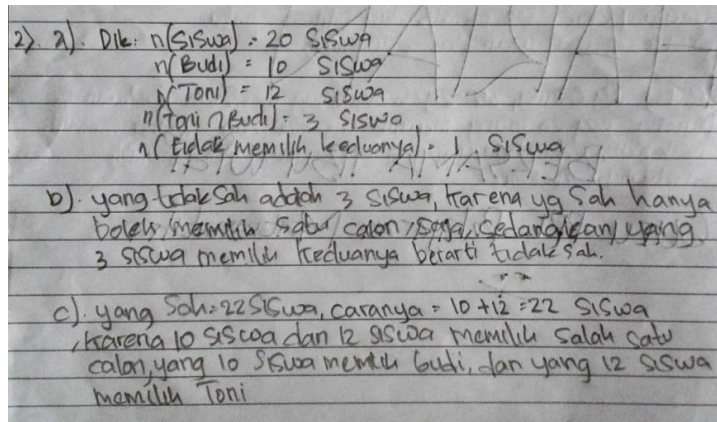 2). a). Dik: n(Siswa) = 20 Siswa
n(Budi) = 10 Siswa
n(Toni) = 12 Siswa
n(Toni ∩ Budi) = 3 Siswa
n(tidak memilih keduanya) = 1 Siswa
b). yang tidak Sah adalah 3 Siswa, karena yg Sah hanya
boleh memilih satu calon saja, sedangkan yang
3 siswa memilih keduanya berarti tidak sah.
c). yang Sah = 22 Siswa, caranya = 10 + 12 = 22 Siswa
, karena 10 siswa dan 12 siswa memilih salah satu
calon, yang 10 siswa memilih budi, dan yang 12 siswa
memilih Toni